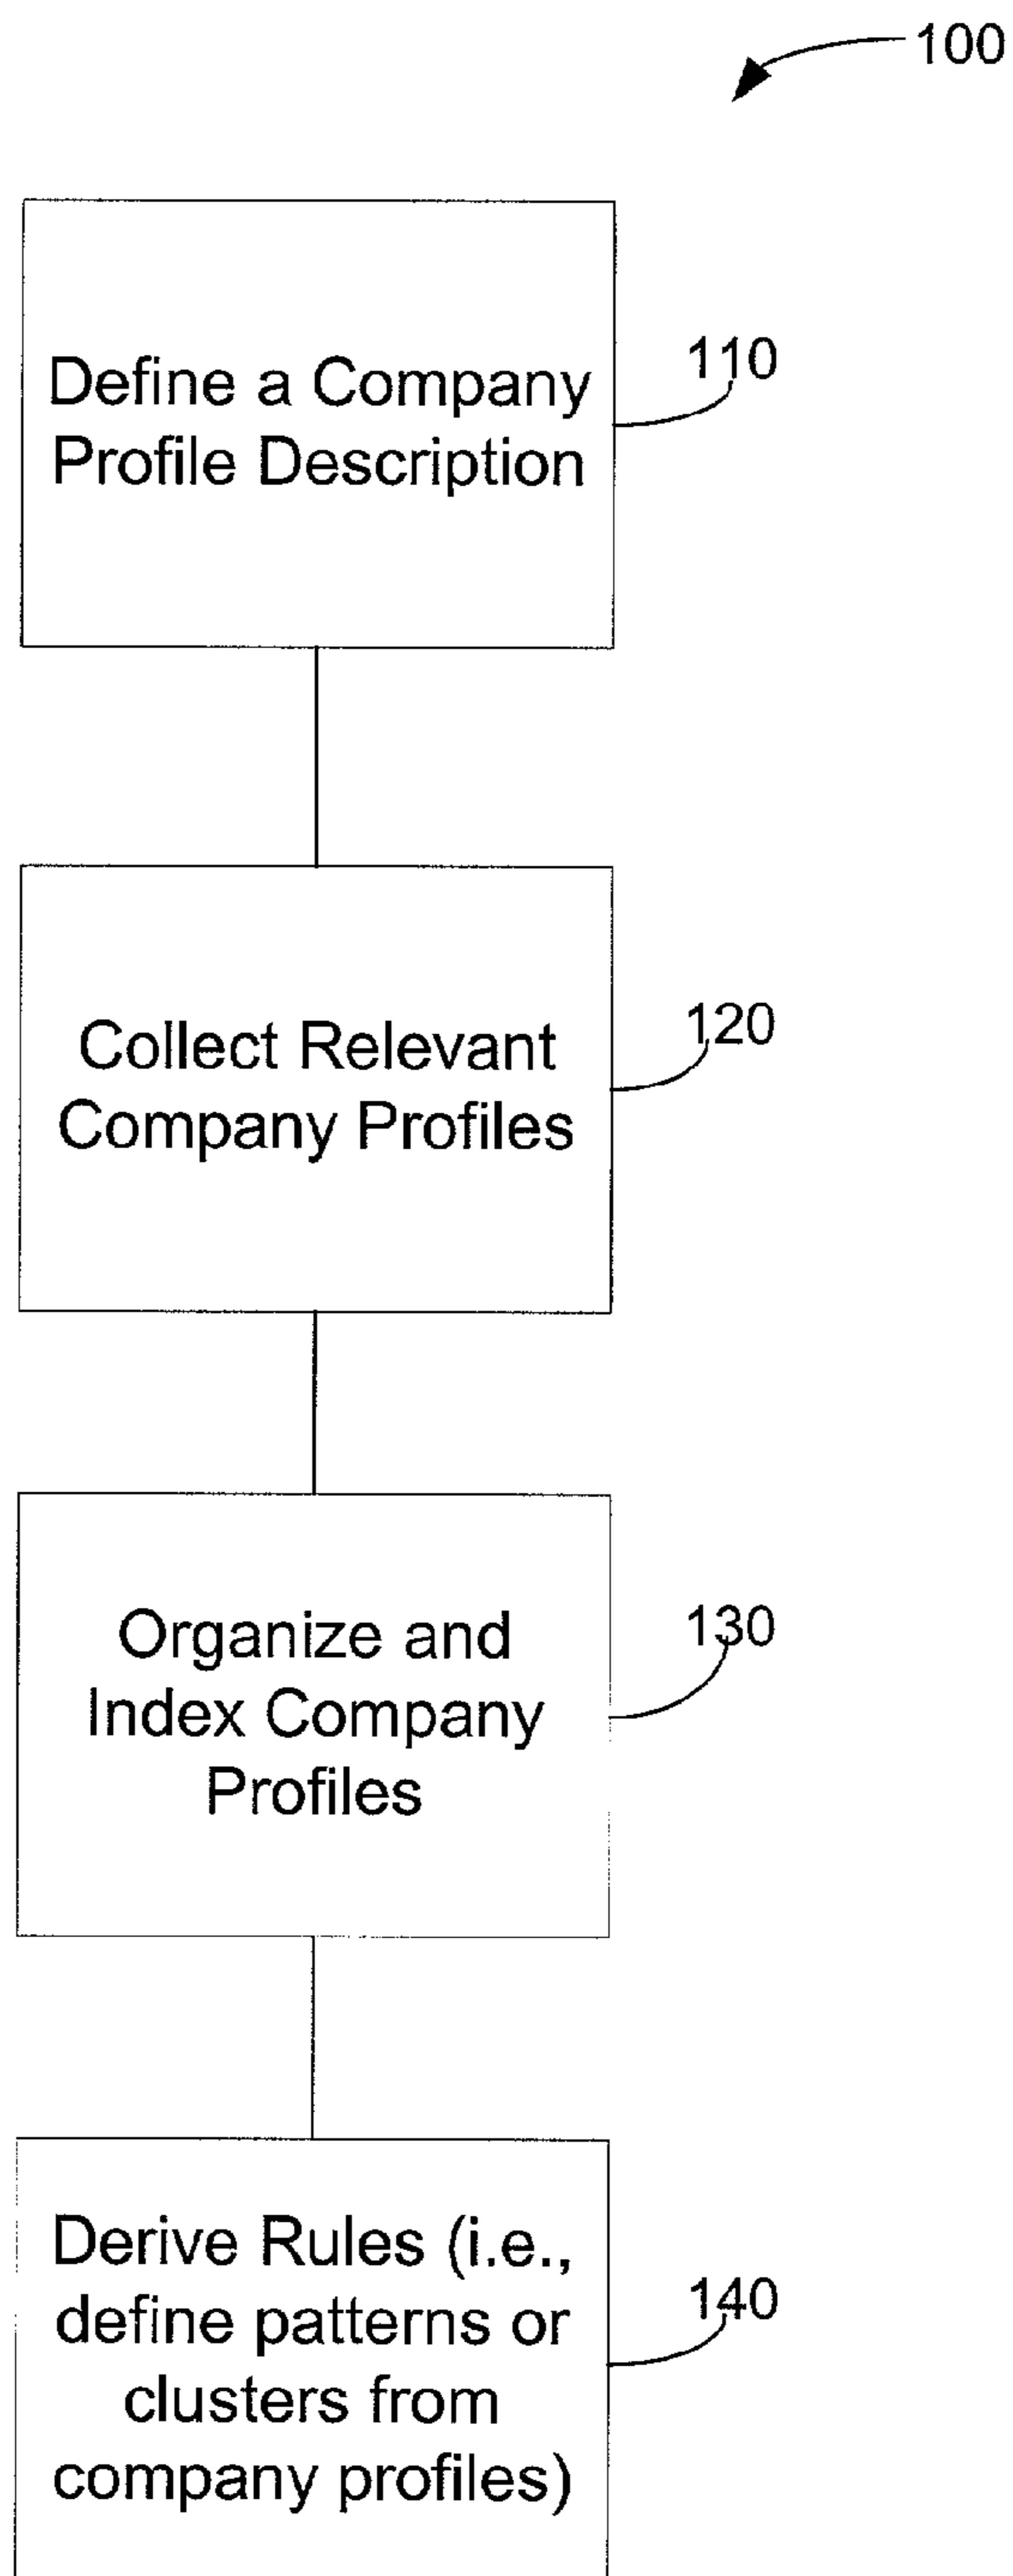 100
Define a Company
Profile Description
110
Collect Relevant
Company Profiles
120
Organize and
Index Company
Profiles
130
Derive Rules (i.e.,
define patterns or
clusters from
company profiles)
140